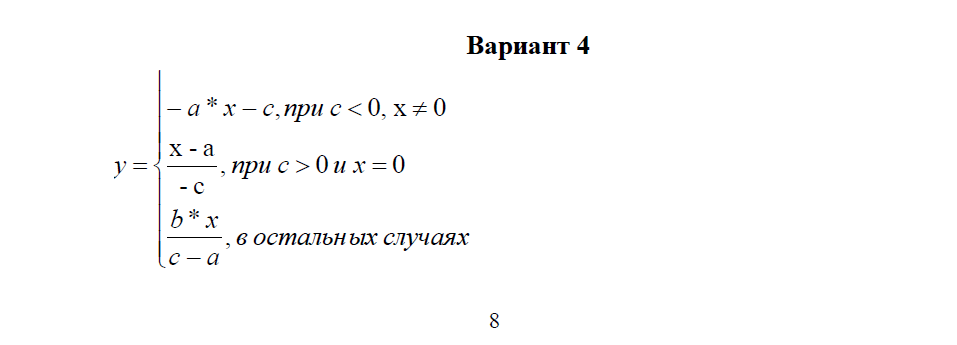 Вариант 4
y = { − a * x − c, при c < 0, x ≠ 0
x - a / - c, при c > 0 и x = 0
b * x / c − a, в остальных случаях
8